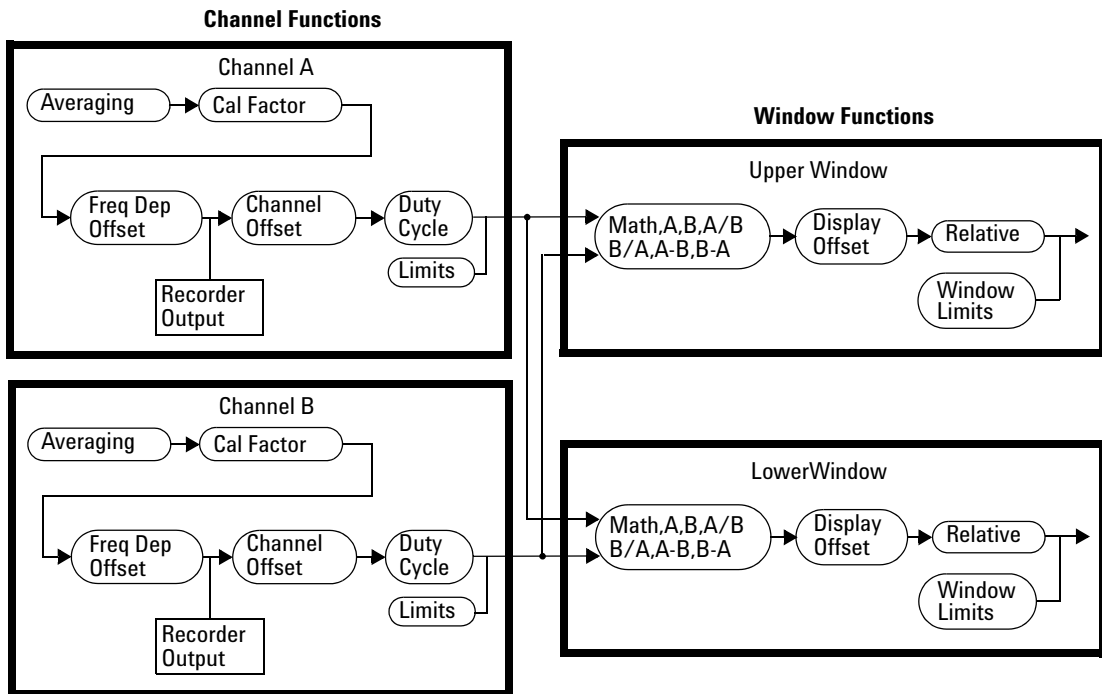 Channel Functions
Channel A
Averaging
Cal Factor
Freq Dep
Offset
Channel
Offset
Duty
Cycle
Limits
Recorder
Output
Channel B
Averaging
Cal Factor
Freq Dep
Offset
Channel
Offset
Duty
Cycle
Limits
Recorder
Output
Window Functions
Upper Window
Math,A,B,A/B
B/A,A-B,B-A
Display
Offset
Relative
Window
Limits
LowerWindow
Math,A,B,A/B
B/A,A-B,B-A
Display
Offset
Relative
Window
Limits